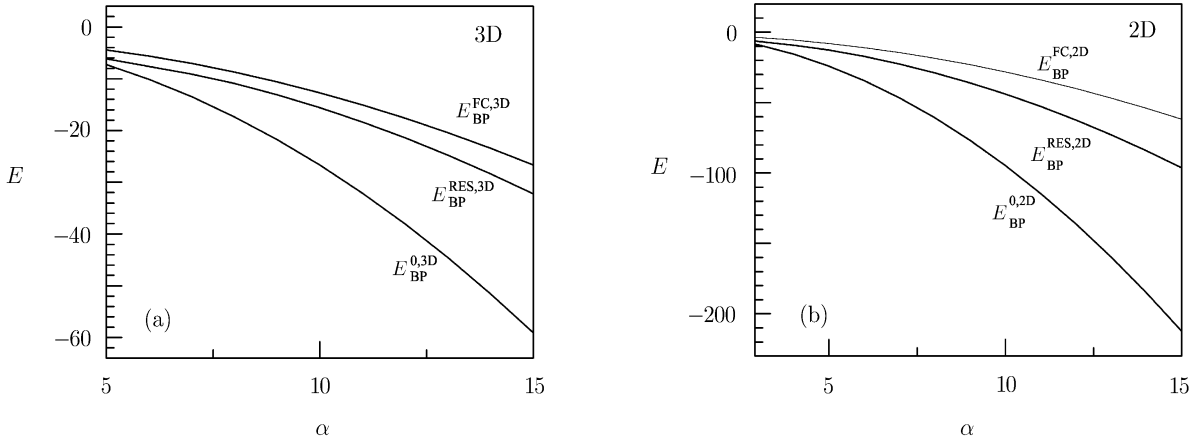 3D
0
−20
E
−40
−60
E_BP^FC,3D
E_BP^RES,3D
E_BP^0,3D
(a)
5
10
15
α
2D
0
E
−100
−200
E_BP^FC,2D
E_BP^RES,2D
E_BP^0,2D
(b)
5
10
15
α